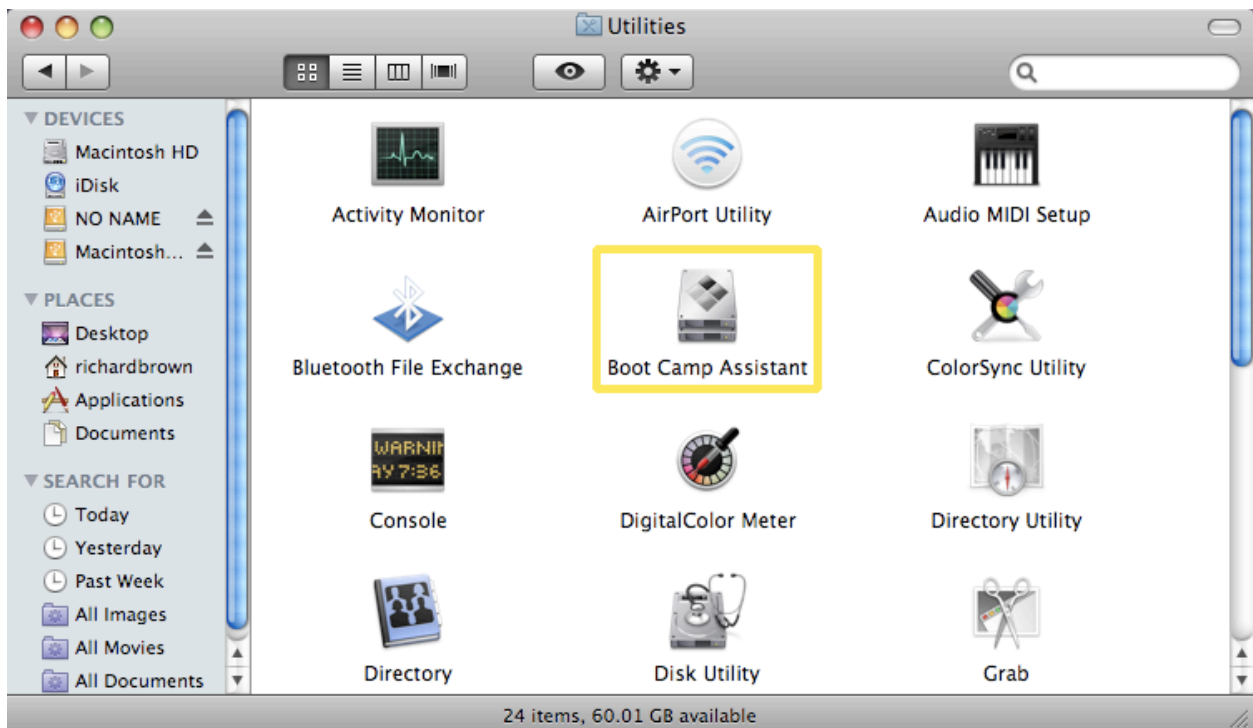 Utilities
DEVICES
Macintosh HD
iDisk
NO NAME
Macintosh...
PLACES
Desktop
richardbrown
Applications
Documents
SEARCH FOR
Today
Yesterday
Past Week
All Images
All Movies
All Documents
Activity Monitor
AirPort Utility
Audio MIDI Setup
Bluetooth File Exchange
Boot Camp Assistant
ColorSync Utility
WARNIN
AY 7:36
Console
DigitalColor Meter
Directory Utility
Directory
Disk Utility
Grab
24 items, 60.01 GB available